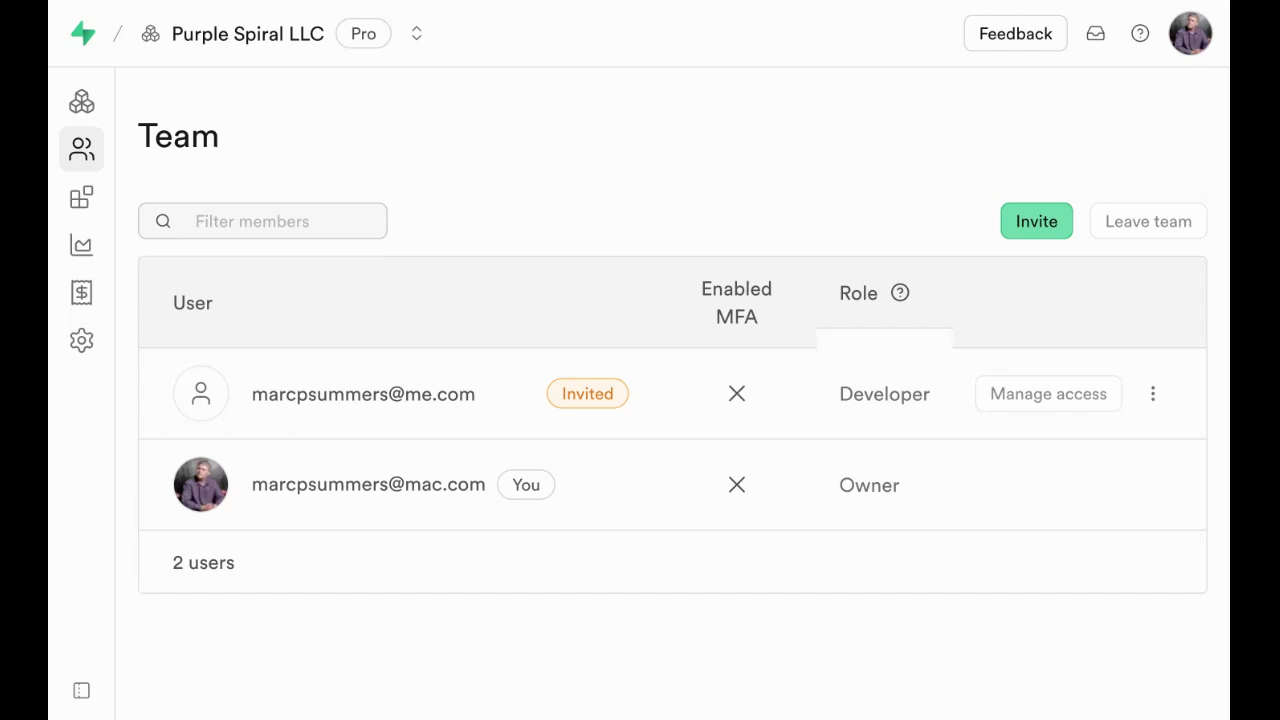 / Purple Spiral LLC Pro Feedback
Team
Filter members Invite Leave team
User Enabled MFA Role
marcpsummers@me.com Invited Developer Manage access
marcpsummers@mac.com You Owner
2 users